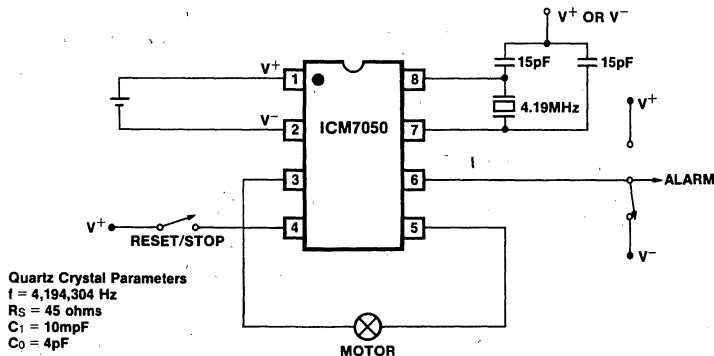 V+ OR V−
15pF
15pF
V+
1
8
4.19MHz
V+
V−
2
ICM7050
7
3
6
ALARM
V+
RESET/STOP
4
5
V−
Quartz Crystal Parameters
f = 4,194,304 Hz
RS = 45 ohms
C1 = 10mpF
C0 = 4pF
MOTOR